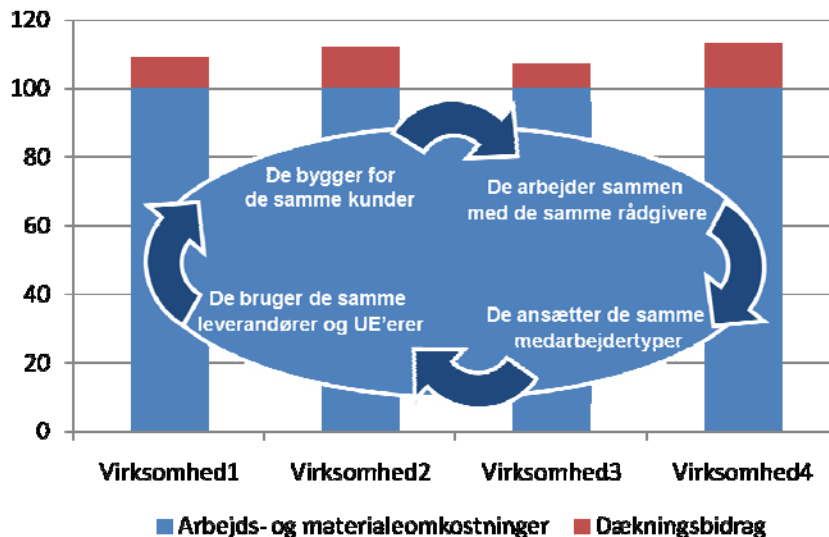 120
100
80
60
40
20
0
De bygger for
de samme kunder
De arbejder sammen
med de samme rådgivere
De bruger de samme
leverandører og UE'erer
De ansætter de samme
medarbejdertyper
Virksomhed1 Virksomhed2 Virksomhed3 Virksomhed4
Arbejds- og materialeomkostninger Dækningsbidrag